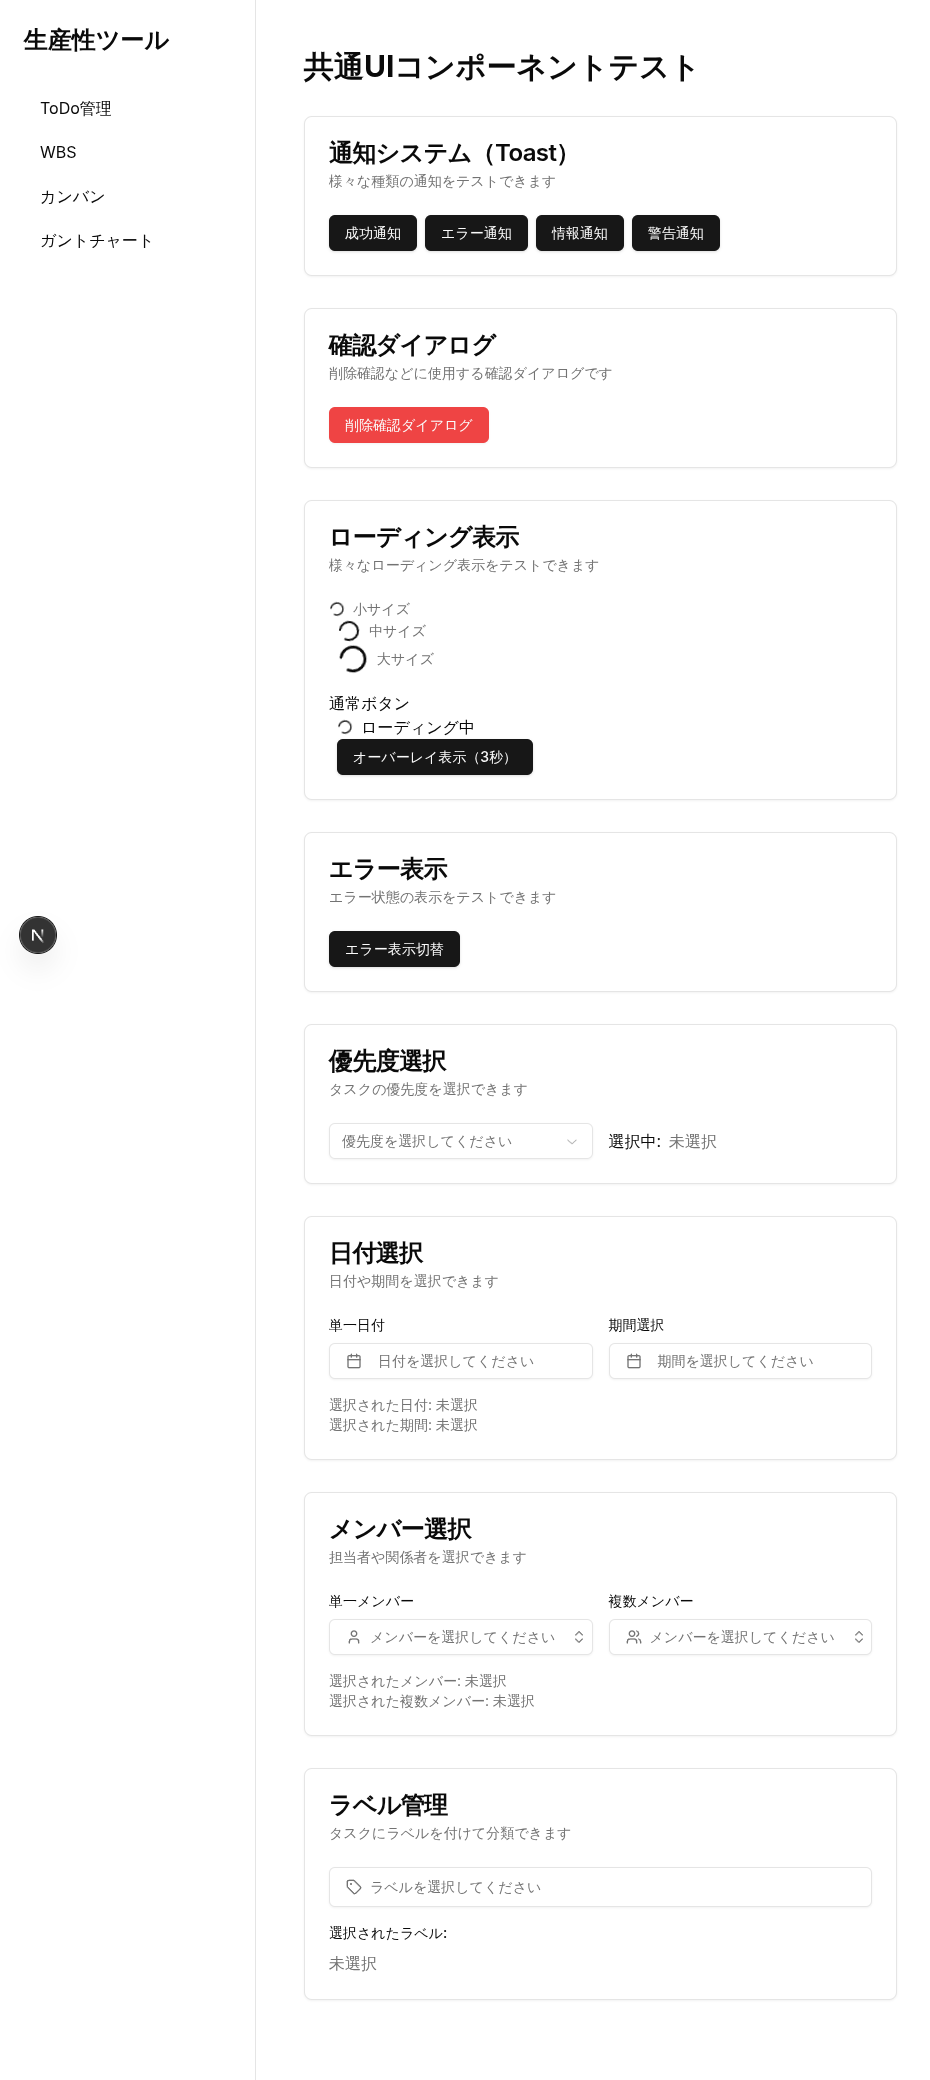 生産性ツール
ToDo管理
WBS
カンバン
ガントチャート
N
共通UIコンポーネントテスト
通知システム（Toast）
様々な種類の通知をテストできます
成功通知 エラー通知 情報通知 警告通知
確認ダイアログ
削除確認などに使用する確認ダイアログです
削除確認ダイアログ
ローディング表示
様々なローディング表示をテストできます
小サイズ
中サイズ
大サイズ
通常ボタン
ローディング中
オーバーレイ表示（3秒）
エラー表示
エラー状態の表示をテストできます
エラー表示切替
優先度選択
タスクの優先度を選択できます
優先度を選択してください 選択中: 未選択
日付選択
日付や期間を選択できます
単一日付 期間選択
日付を選択してください 期間を選択してください
選択された日付: 未選択
選択された期間: 未選択
メンバー選択
担当者や関係者を選択できます
単一メンバー 複数メンバー
メンバーを選択してください メンバーを選択してください
選択されたメンバー: 未選択
選択された複数メンバー: 未選択
ラベル管理
タスクにラベルを付けて分類できます
ラベルを選択してください
選択されたラベル:
未選択